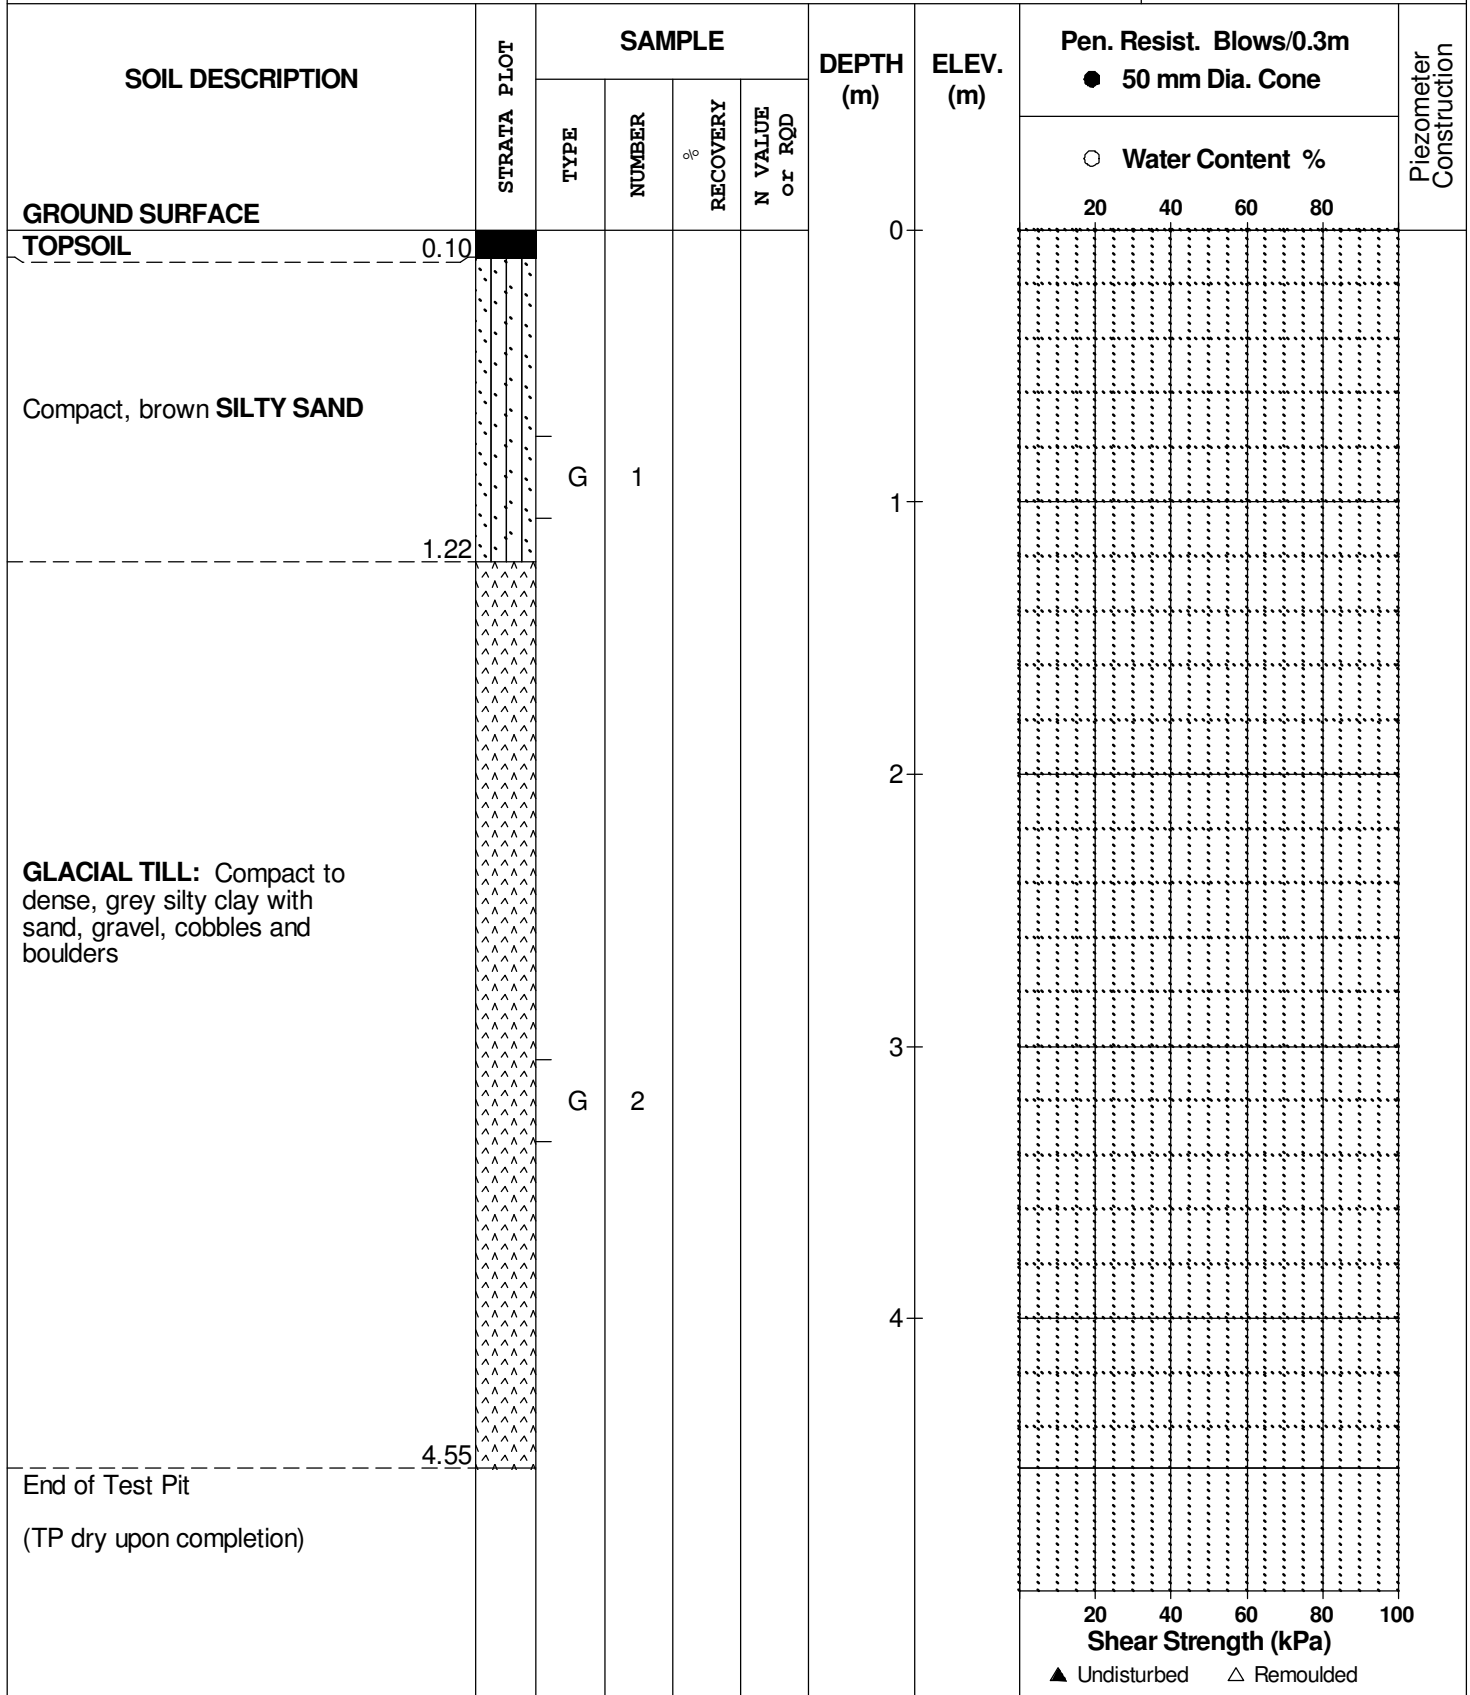 SOIL DESCRIPTION
STRATA PLOT
SAMPLE
TYPE
NUMBER
% RECOVERY
N VALUE or RQD
DEPTH (m)
ELEV. (m)
Pen. Resist. Blows/0.3m
● 50 mm Dia. Cone
○ Water Content %
Piezometer Construction
20 40 60 80
GROUND SURFACE
0
TOPSOIL 0.10
Compact, brown SILTY SAND
G 1
1
1.22
2
GLACIAL TILL: Compact to
dense, grey silty clay with
sand, gravel, cobbles and
boulders
3
G 2
4
4.55
End of Test Pit
(TP dry upon completion)
20 40 60 80 100
Shear Strength (kPa)
▲ Undisturbed △ Remoulded